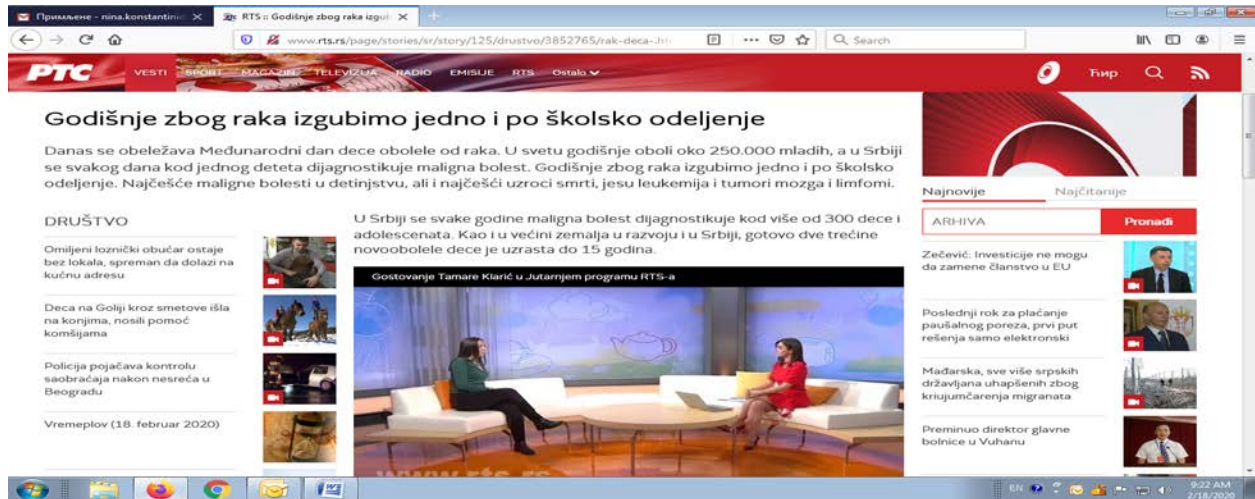 Примљене - nina.konstantini
RTS :: Godišnje zbog raka izgub
www.rts.rs/page/stories/sr/story/125/drustvo/3852765/rak-deca-.ht
Search
РТС
VESTI SPORT MAGAZIN TELEVIZIJA RADIO EMISIJE RTS Ostalo
Ћир
Godišnje zbog raka izgubimo jedno i po školsko odeljenje
Danas se obeležava Međunarodni dan dece obolele od raka. U svetu godišnje oboli oko 250.000 mladih, a u Srbiji
se svakog dana kod jednog deteta dijagnostikuje maligna bolest. Godišnje zbog raka izgubimo jedno i po školsko
odeljenje. Najčešće maligne bolesti u detinjstvu, ali i najčešći uzroci smrti, jesu leukemija i tumori mozga i limfomi.
DRUŠTVO
Omiljeni loznički obućar ostaje
bez lokala, spreman da dolazi na
kućnu adresu
Deca na Goliji kroz smetove išla
na konjima, nosili pomoć
komšijama
Policija pojačava kontrolu
saobraćaja nakon nesreća u
Beogradu
Vremeplov (18. februar 2020)
U Srbiji se svake godine maligna bolest dijagnostikuje kod više od 300 dece i
adolescenata. Kao i u većini zemalja u razvoju i u Srbiji, gotovo dve trećine
novoobolele dece je uzrasta do 15 godina.
Gostovanje Tamare Klarić u Jutarnjem programu RTS-a
www.rts.rs
Najnovije Najčitanije
ARHIVA Pronađi
Zečević: Investicije ne mogu
da zamene članstvo u EU
Poslednji rok za plaćanje
paušalnog poreza, prvi put
rešenja samo elektronski
Mađarska, sve više srpskih
državljana uhapšenih zbog
kriujumčarenja migranata
Preminuo direktor glavne
bolnice u Vuhanu
EN
9:22 AM
2/18/2020